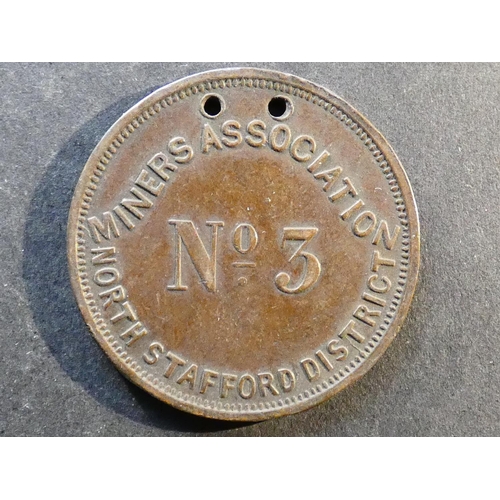 MINERS ASSOCIATION
No 3
NORTH STAFFORD DISTRICT